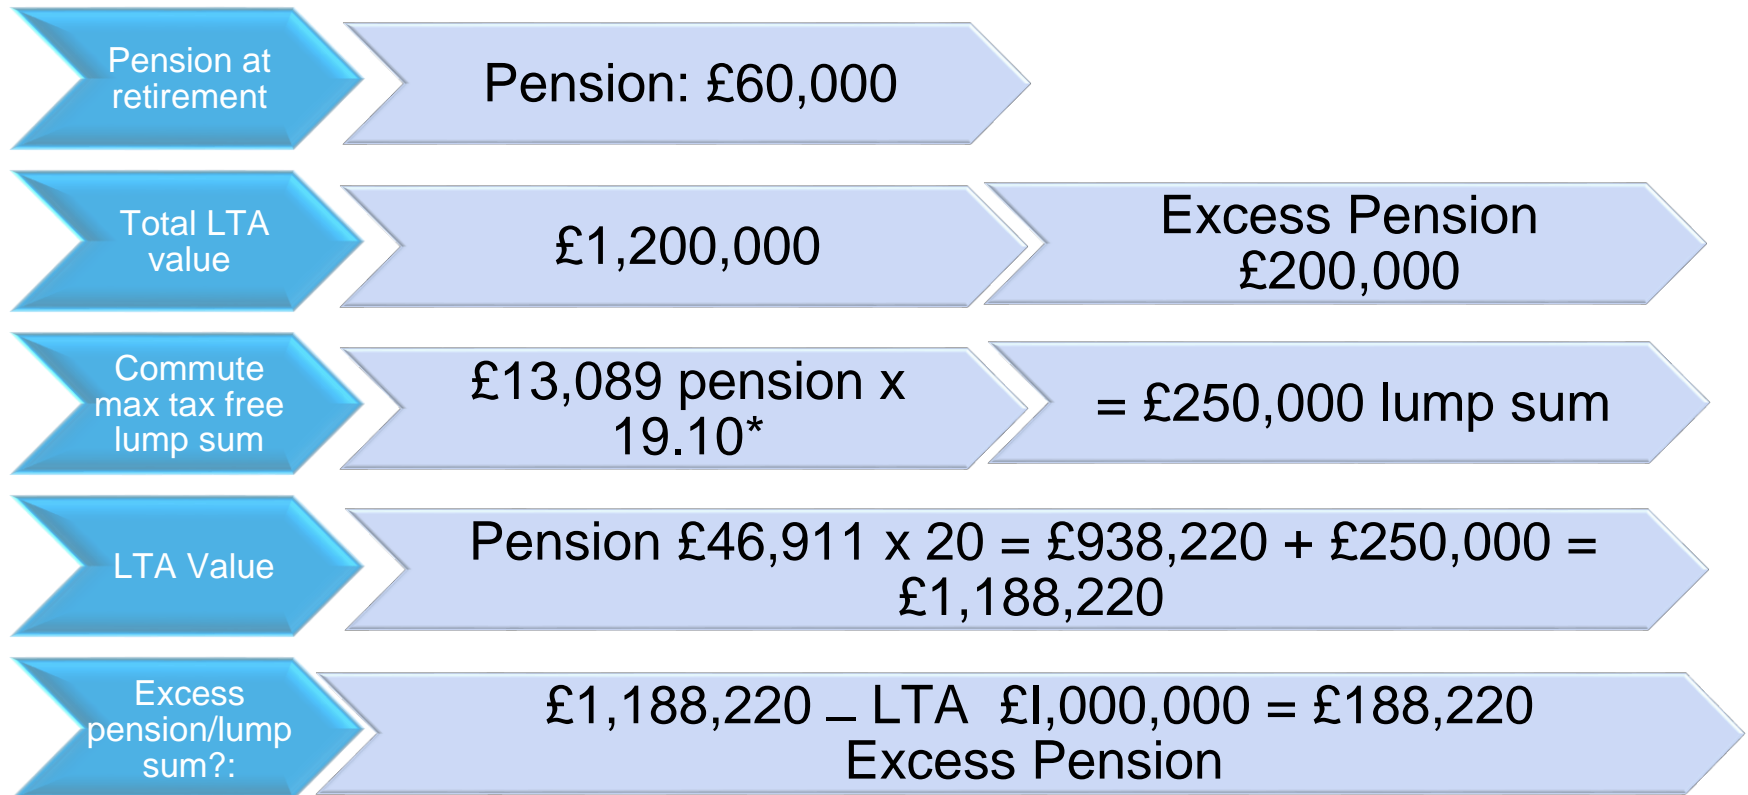 Pension at
retirement
Pension: £60,000
Total LTA
value
£1,200,000
Excess Pension
£200,000
Commute
max tax free
lump sum
£13,089 pension x
19.10*
= £250,000 lump sum
LTA Value
Pension £46,911 x 20 = £938,220 + £250,000 =
£1,188,220
Excess
pension/lump
sum?:
£1,188,220 – LTA £l,000,000 = £188,220
Excess Pension